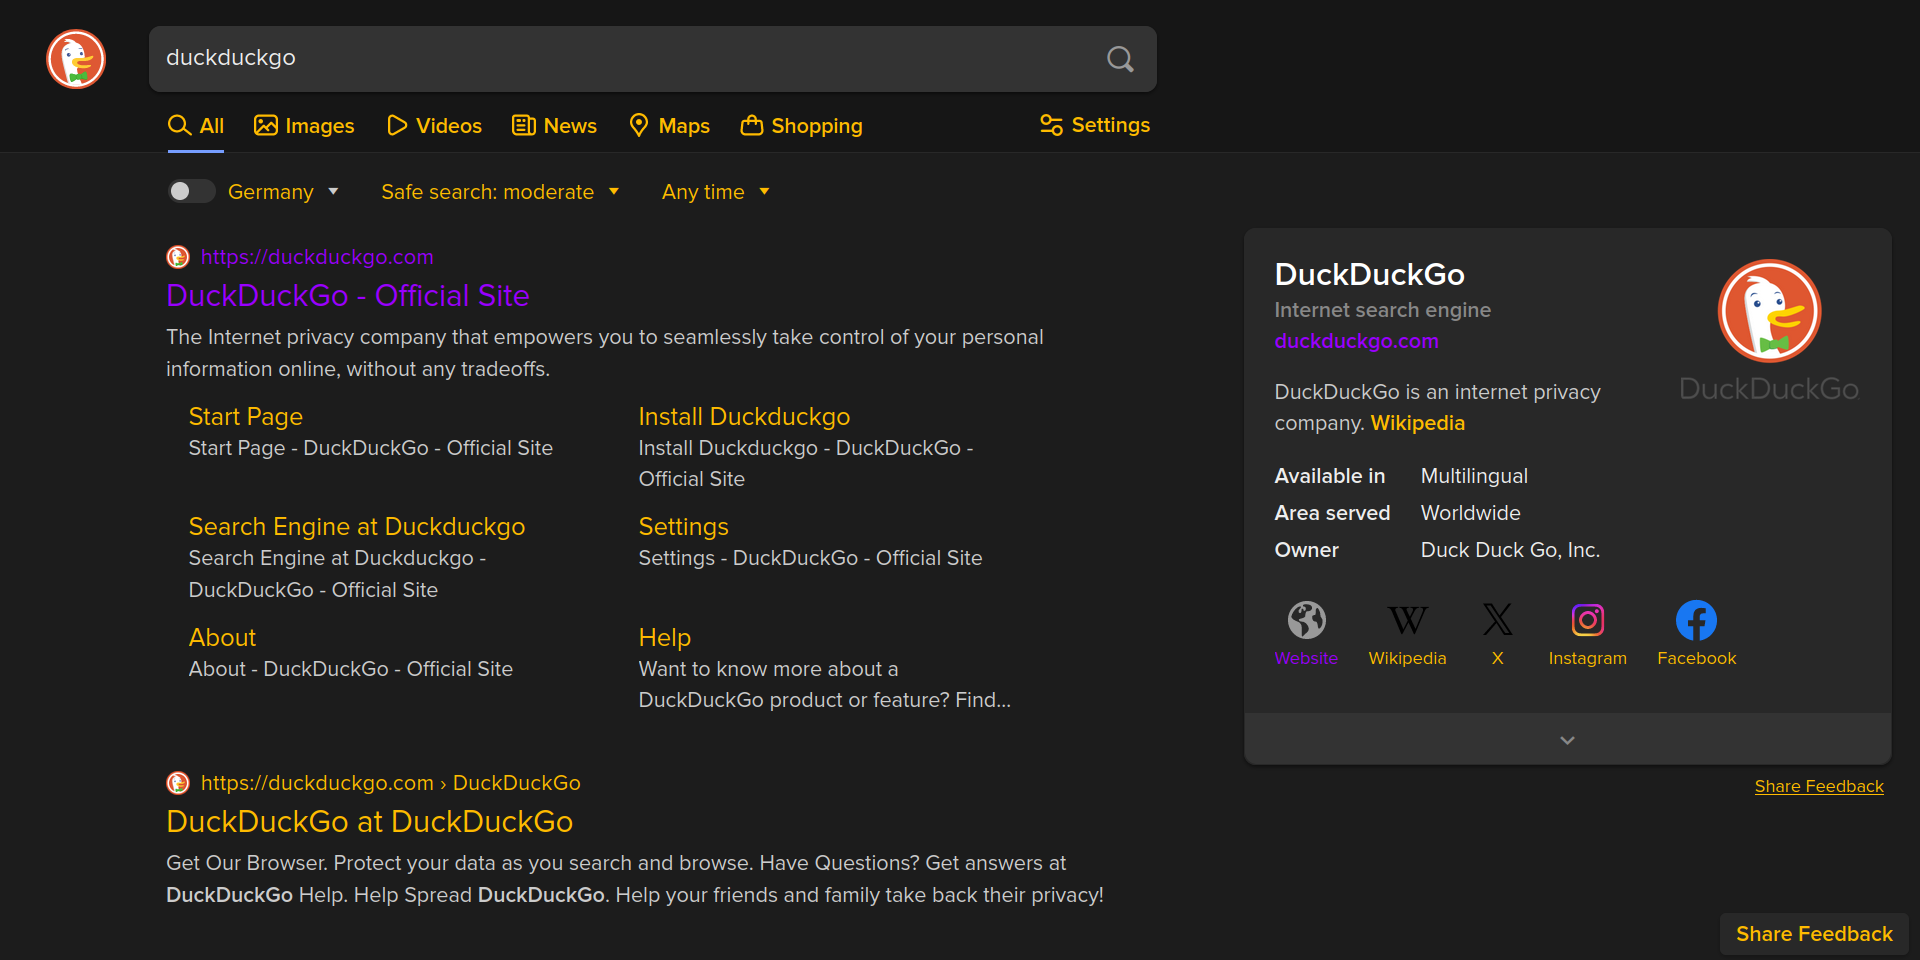 duckduckgo
All Images Videos News Maps Shopping Settings
Germany Safe search: moderate Any time
https://duckduckgo.com
DuckDuckGo - Official Site
The Internet privacy company that empowers you to seamlessly take control of your personal
information online, without any tradeoffs.
Start Page
Start Page - DuckDuckGo - Official Site
Install Duckduckgo
Install Duckduckgo - DuckDuckGo -
Official Site
Search Engine at Duckduckgo
Search Engine at Duckduckgo -
DuckDuckGo - Official Site
Settings
Settings - DuckDuckGo - Official Site
About
About - DuckDuckGo - Official Site
Help
Want to know more about a
DuckDuckGo product or feature? Find...
https://duckduckgo.com › DuckDuckGo
DuckDuckGo at DuckDuckGo
Get Our Browser. Protect your data as you search and browse. Have Questions? Get answers at
DuckDuckGo Help. Help Spread DuckDuckGo. Help your friends and family take back their privacy!
DuckDuckGo
Internet search engine
duckduckgo.com
DuckDuckGo
DuckDuckGo is an internet privacy
company. Wikipedia
Available in Multilingual
Area served Worldwide
Owner Duck Duck Go, Inc.
W X
Website Wikipedia X Instagram Facebook
Share Feedback
Share Feedback